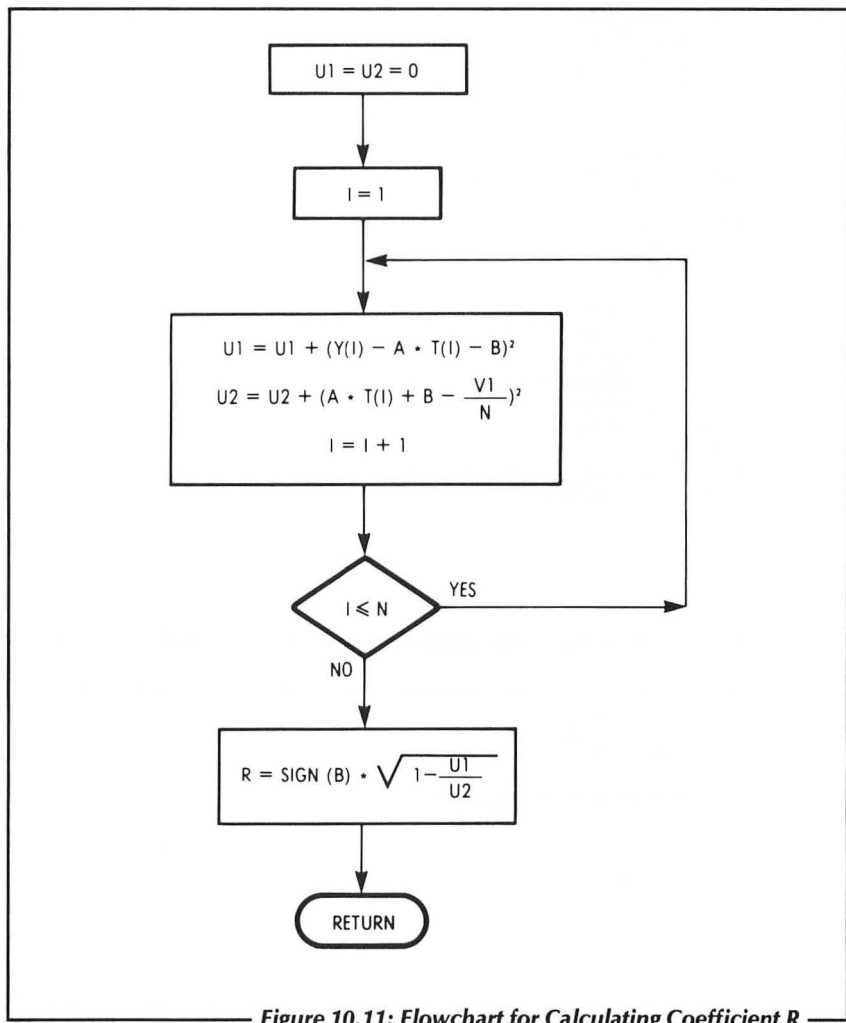 U1 = U2 = 0
I = 1
U1 = U1 + (Y(I) − A * T(I) − B)²
U2 = U2 + (A * T(I) + B − V1/N)²
I = I + 1
I ≤ N
YES
NO
R = SIGN (B) * √(1 − U1/U2)
RETURN
Figure 10.11: Flowchart for Calculating Coefficient R